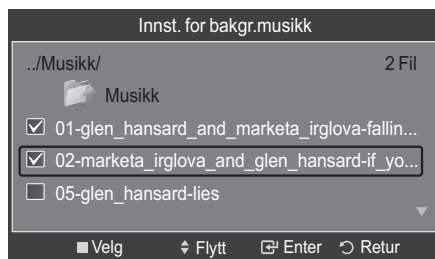 Innst. for bakgr.musikk
../Musikk/ 2 Fil
Musikk
01-glen_hansard_and_marketa_irglova-fallin...
02-marketa_irglova_and_glen_hansard-if_yo...
05-glen_hansard-lies
Velg Flytt Enter Retur